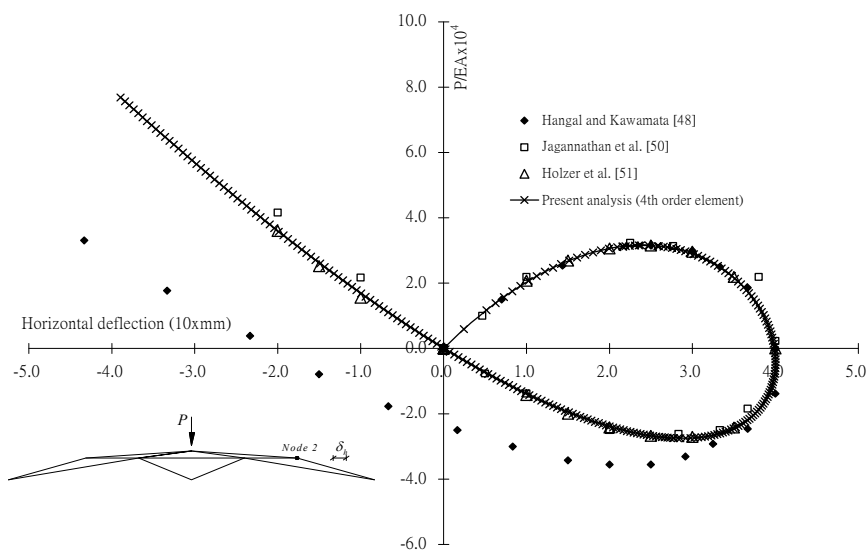 10.0
8.0
6.0
4.0
2.0
0.0
-2.0
-4.0
-6.0
P/EAx10⁴
◆ Hangal and Kawamata [48]
□ Jagannathan et al. [50]
△ Holzer et al. [51]
Present analysis (4th order element)
Horizontal deflection (10xmm)
-5.0 -4.0 -3.0 -2.0 -1.0 0.0 1.0 2.0 3.0 4.0 5.0
P
Node 2
δh